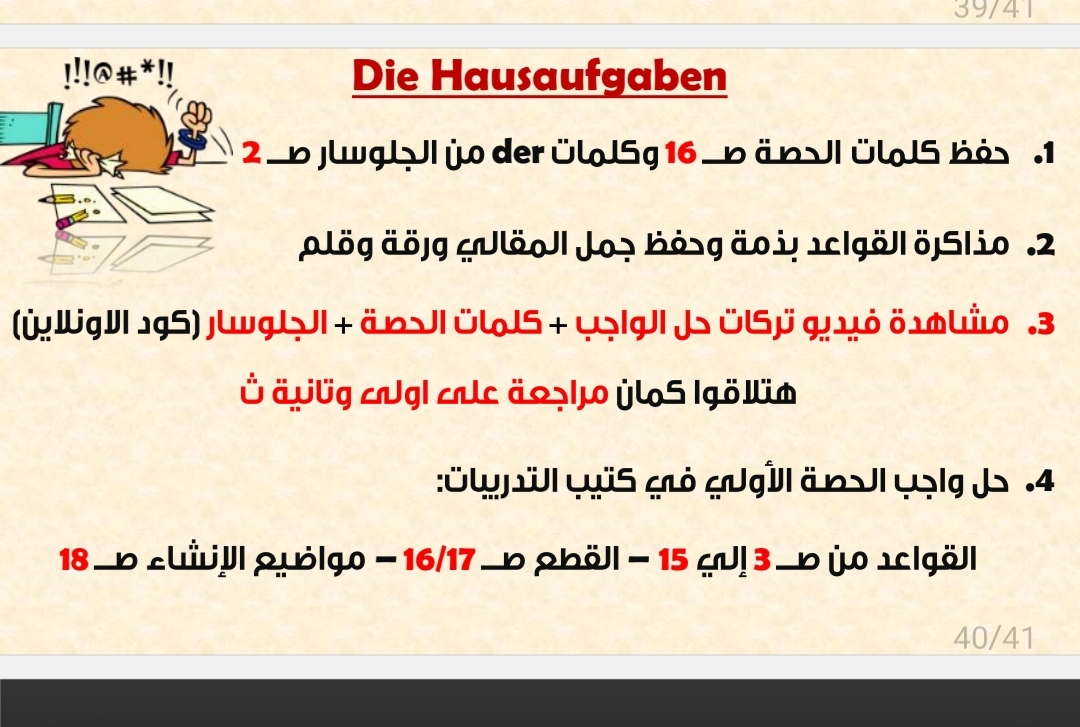 39/41
!!!@#*!!
Die Hausaufgaben
1. حفظ كلمات الحصة صـ 16 وكلمات der من الجلوسار صـ 2
2. مذاكرة القواعد بذمة وحفظ جمل المقالي ورقة وقلم
3. مشاهدة فيديو تركات حل الواجب + كلمات الحصة + الجلوسار (كود الاونلاين)
هتلاقوا كمان مراجعة على اولى وتانية ث
4. حل واجب الحصة الأولي في كتيب التدريبات:
القواعد من صـ 3 إلي 15 – القطع صـ 16/17 – مواضيع الإنشاء صـ 18
40/41